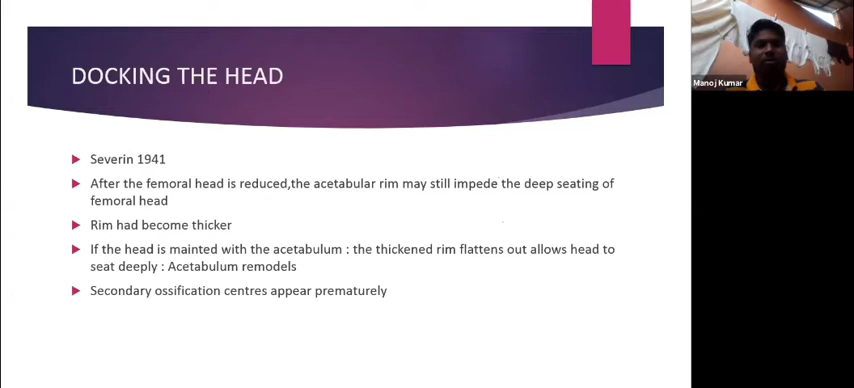 DOCKING THE HEAD
Severin 1941
After the femoral head is reduced,the acetabular rim may still impede the deep seating of
femoral head
Rim had become thicker
If the head is mainted with the acetabulum : the thickened rim flattens out allows head to
seat deeply : Acetabulum remodels
Secondary ossification centres appear prematurely
Manoj Kumar